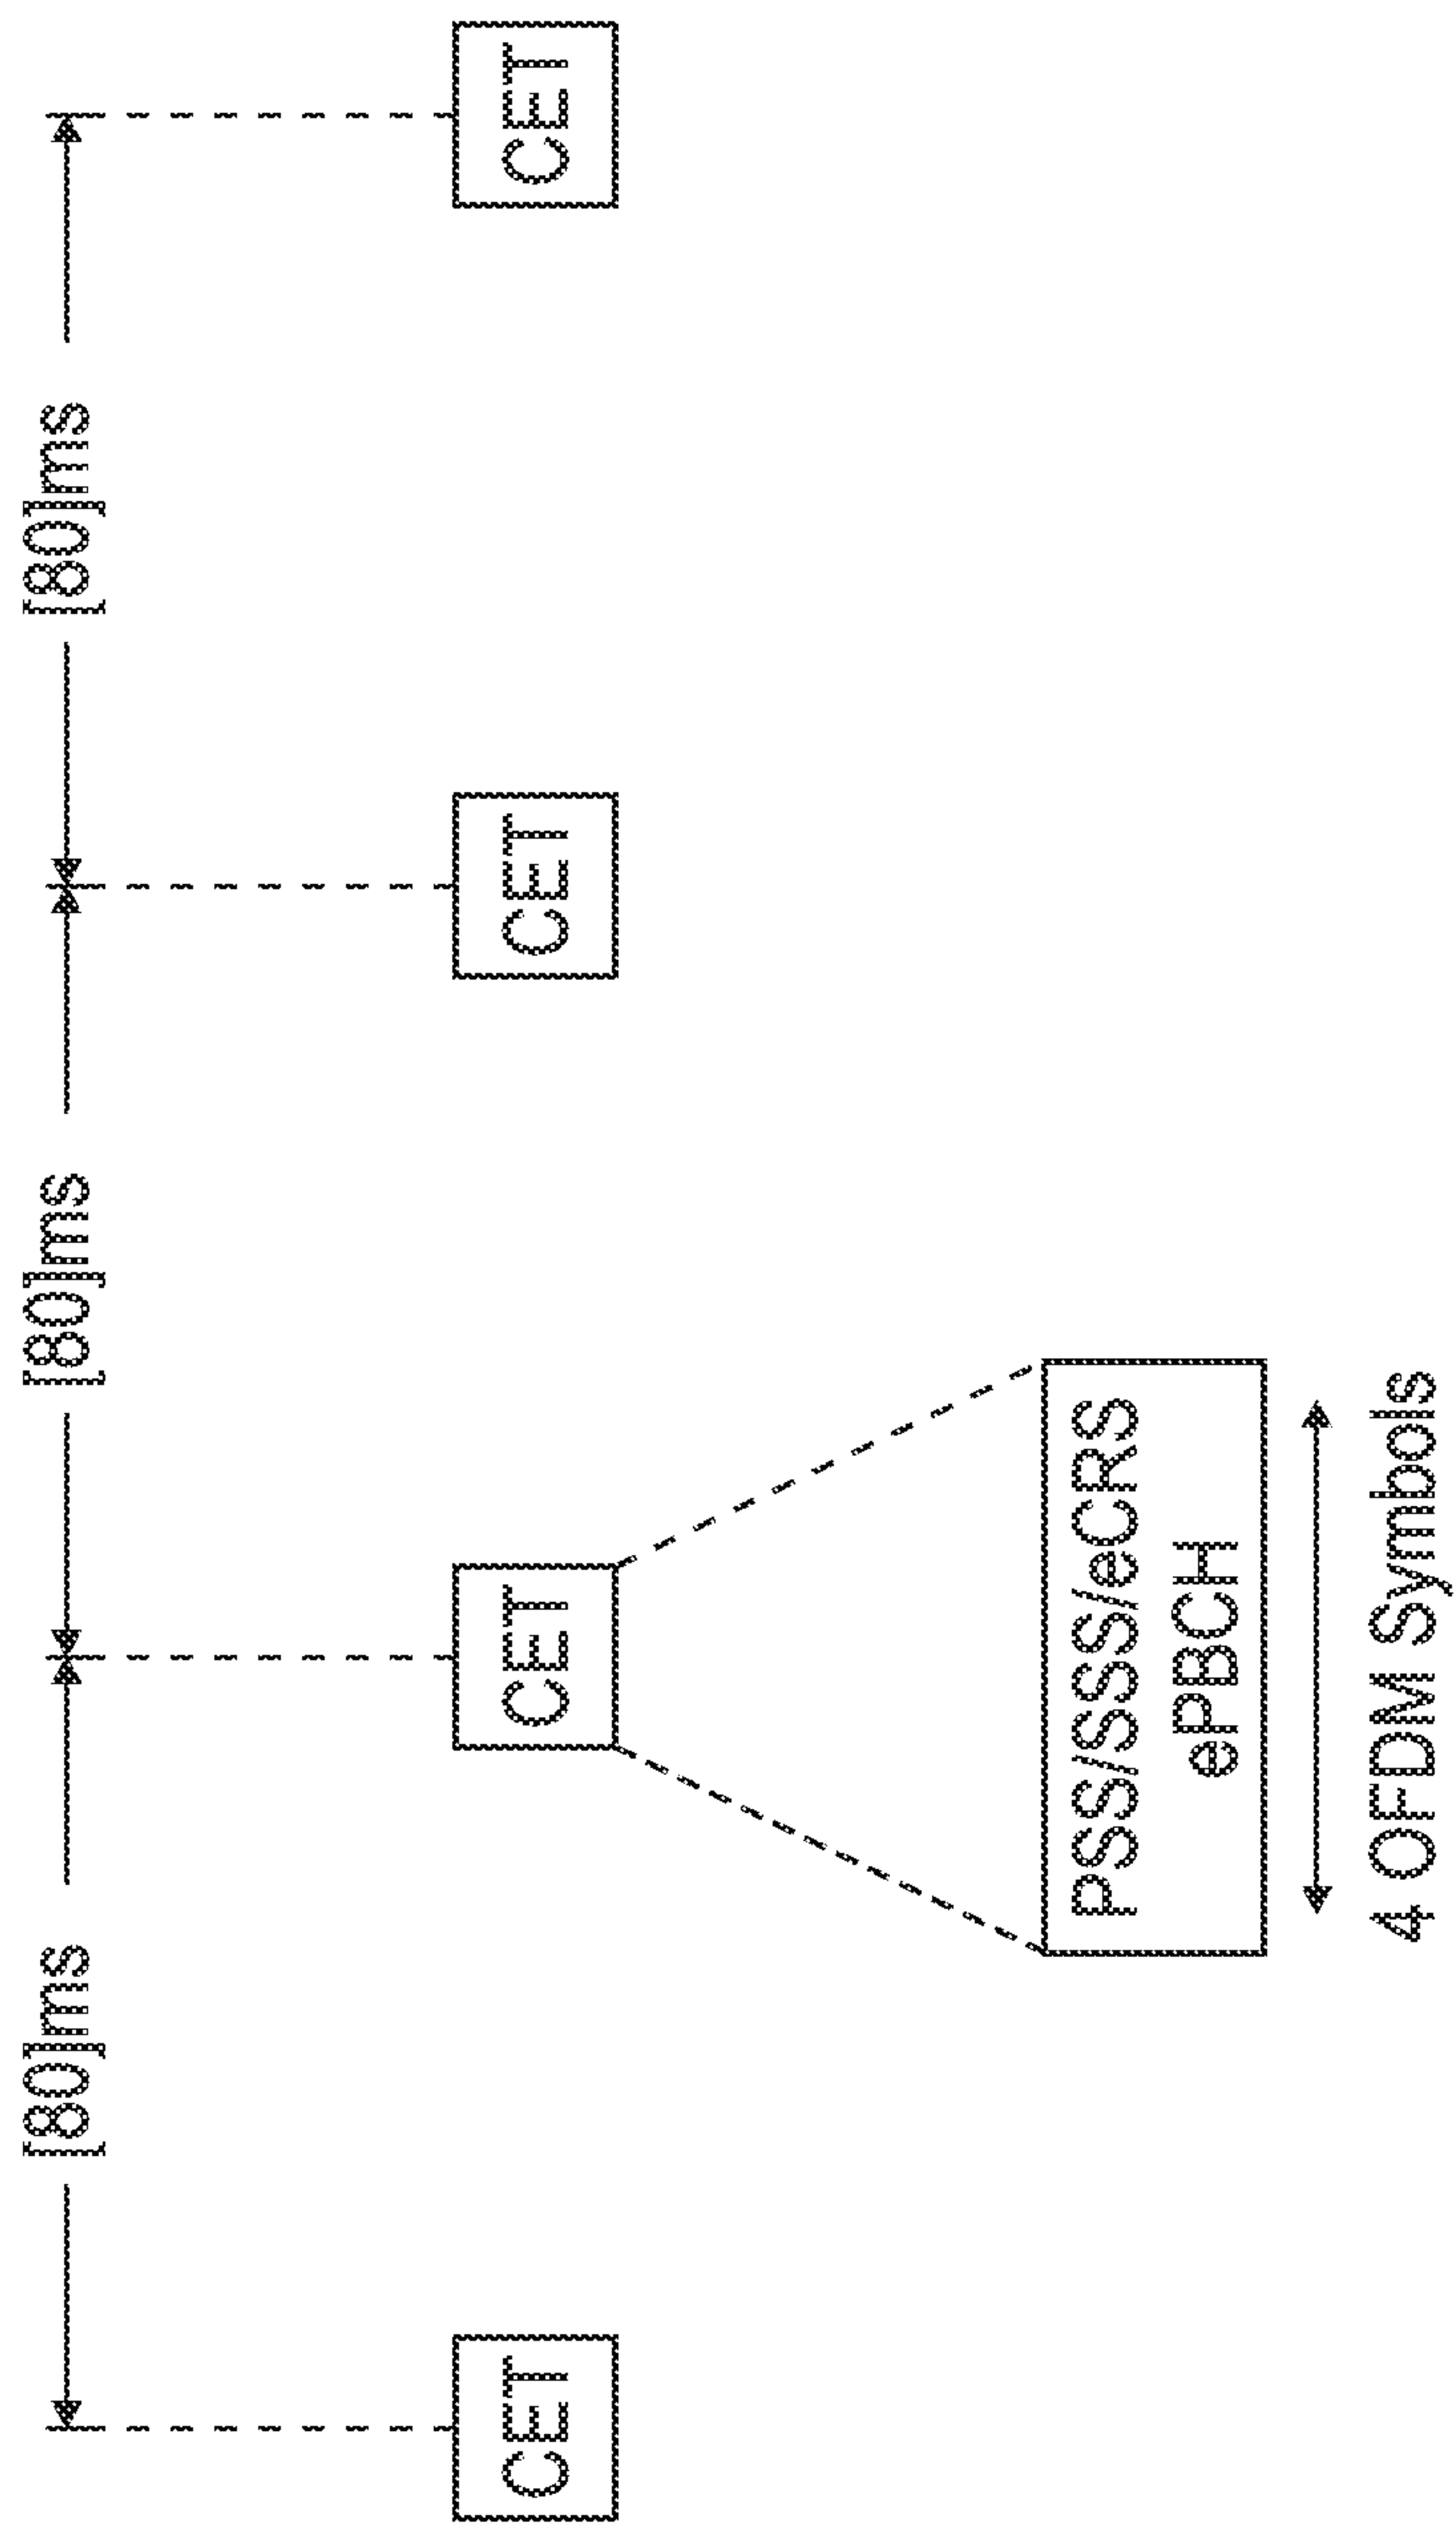 [80]ms
[80]ms
[80]ms
CET
CET
CET
CET
PSS/SSS/eCRS
ePBCH
4 OFDM Symbols